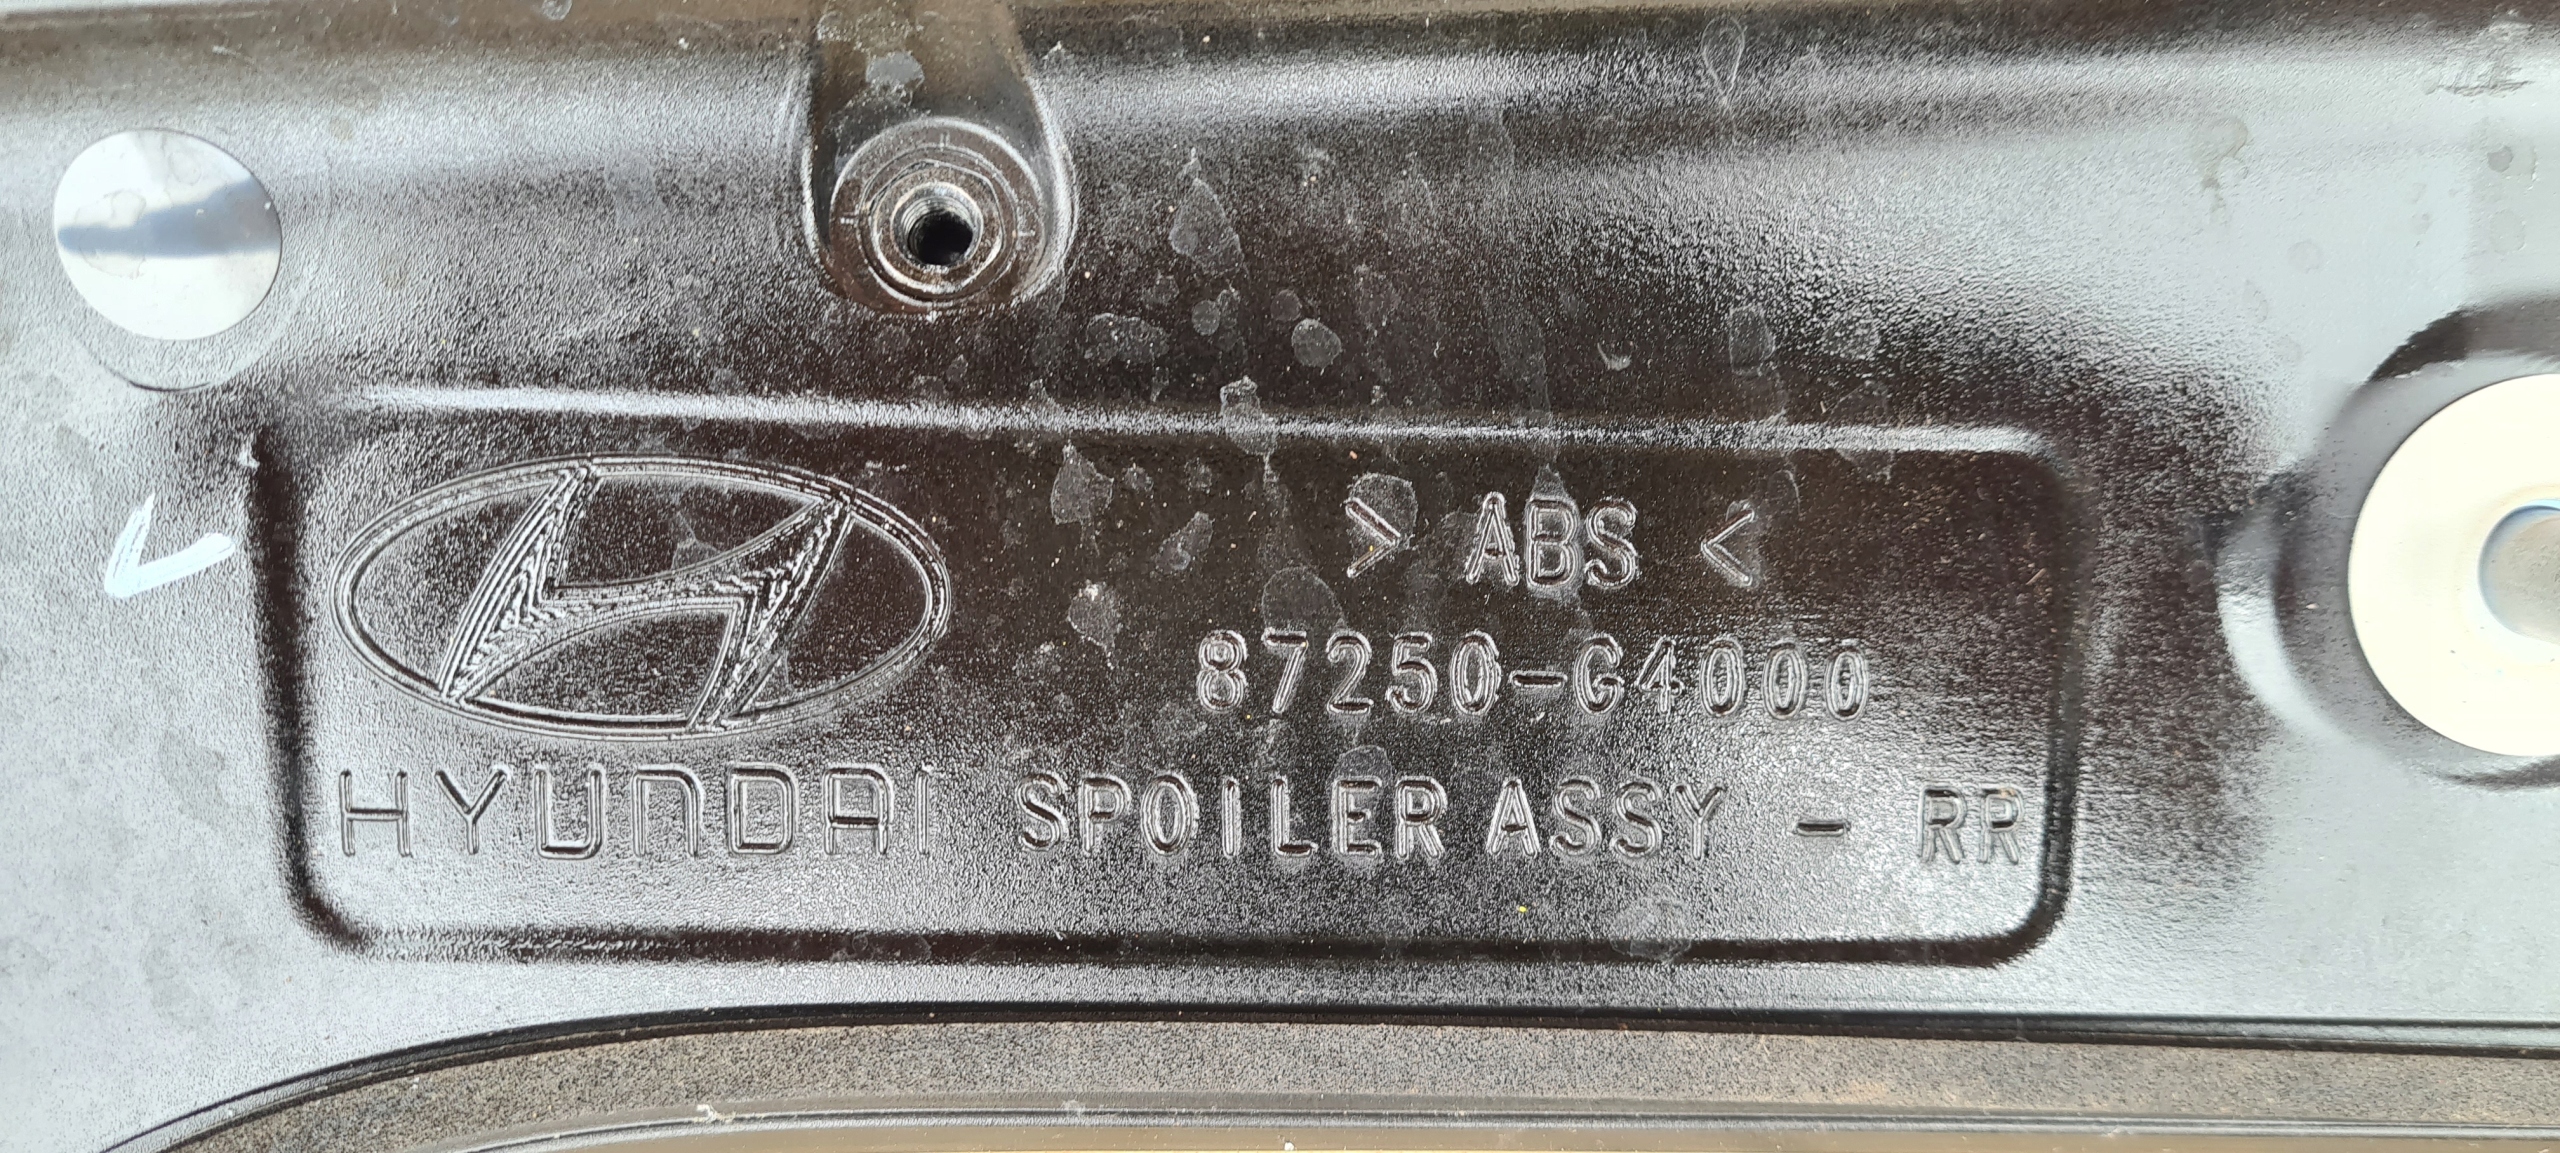 > ABS <
87250-G4000
HYUNDAI SPOILER ASSY - RR